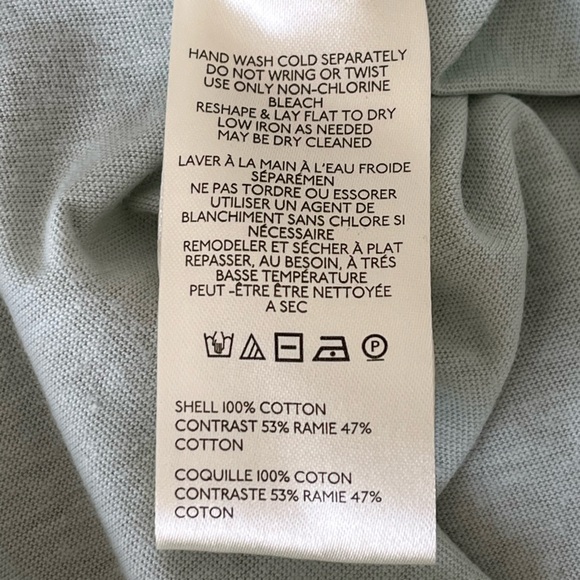 HAND WASH COLD SEPARATELY
DO NOT WRING OR TWIST
USE ONLY NON-CHLORINE
BLEACH
RESHAPE & LAY FLAT TO DRY
LOW IRON AS NEEDED
MAY BE DRY CLEANED
LAVER À LA MAIN À L'EAU FROIDE
SÉPARÉMEN
NE PAS TORDRE OU ESSORER
UTILISER UN AGENT DE
BLANCHIMENT SANS CHLORE SI
NÉCESSAIRE
REMODELER ET SÉCHER À PLAT
REPASSER, AU BESOIN, À TRÉS
BASSE TEMPÉRATURE
PEUT -ÊTRE ÊTRE NETTOYÉE
A SEC
P
SHELL 100% COTTON
CONTRAST 53% RAMIE 47%
COTTON
COQUILLE 100% COTON
CONTRASTE 53% RAMIE 47%
COTON